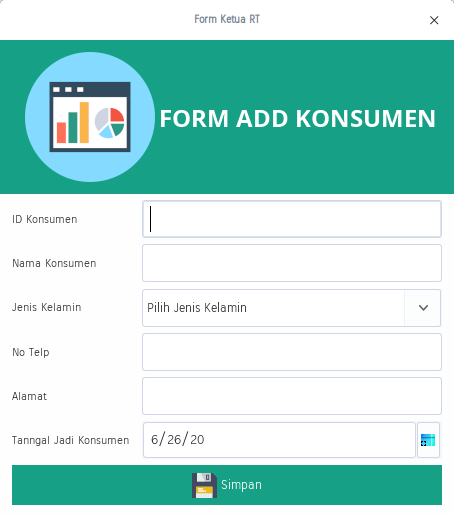 Form Ketua RT
FORM ADD KONSUMEN
ID Konsumen
Nama Konsumen
Jenis Kelamin
Pilih Jenis Kelamin
No Telp
Alamat
Tanngal Jadi Konsumen
6/26/20
Simpan